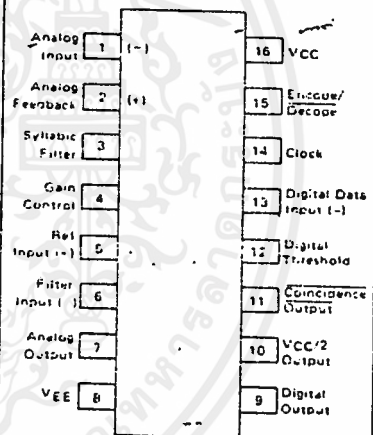 Analog
Input
1
(-)
Analog
Feedback
2
(+)
Syllabic
Filter
3
Gain
Control
4
Ref
Input (+)
5
Filter
Input (-)
6
Analog
Output
7
VEE
8
16
VCC
15
Encode/
Decode
14
Clock
13
Digital Data
Input (-)
12
Digital
Threshold
11
Coincidence
Output
10
VCC/2
Output
9
Digital
Output